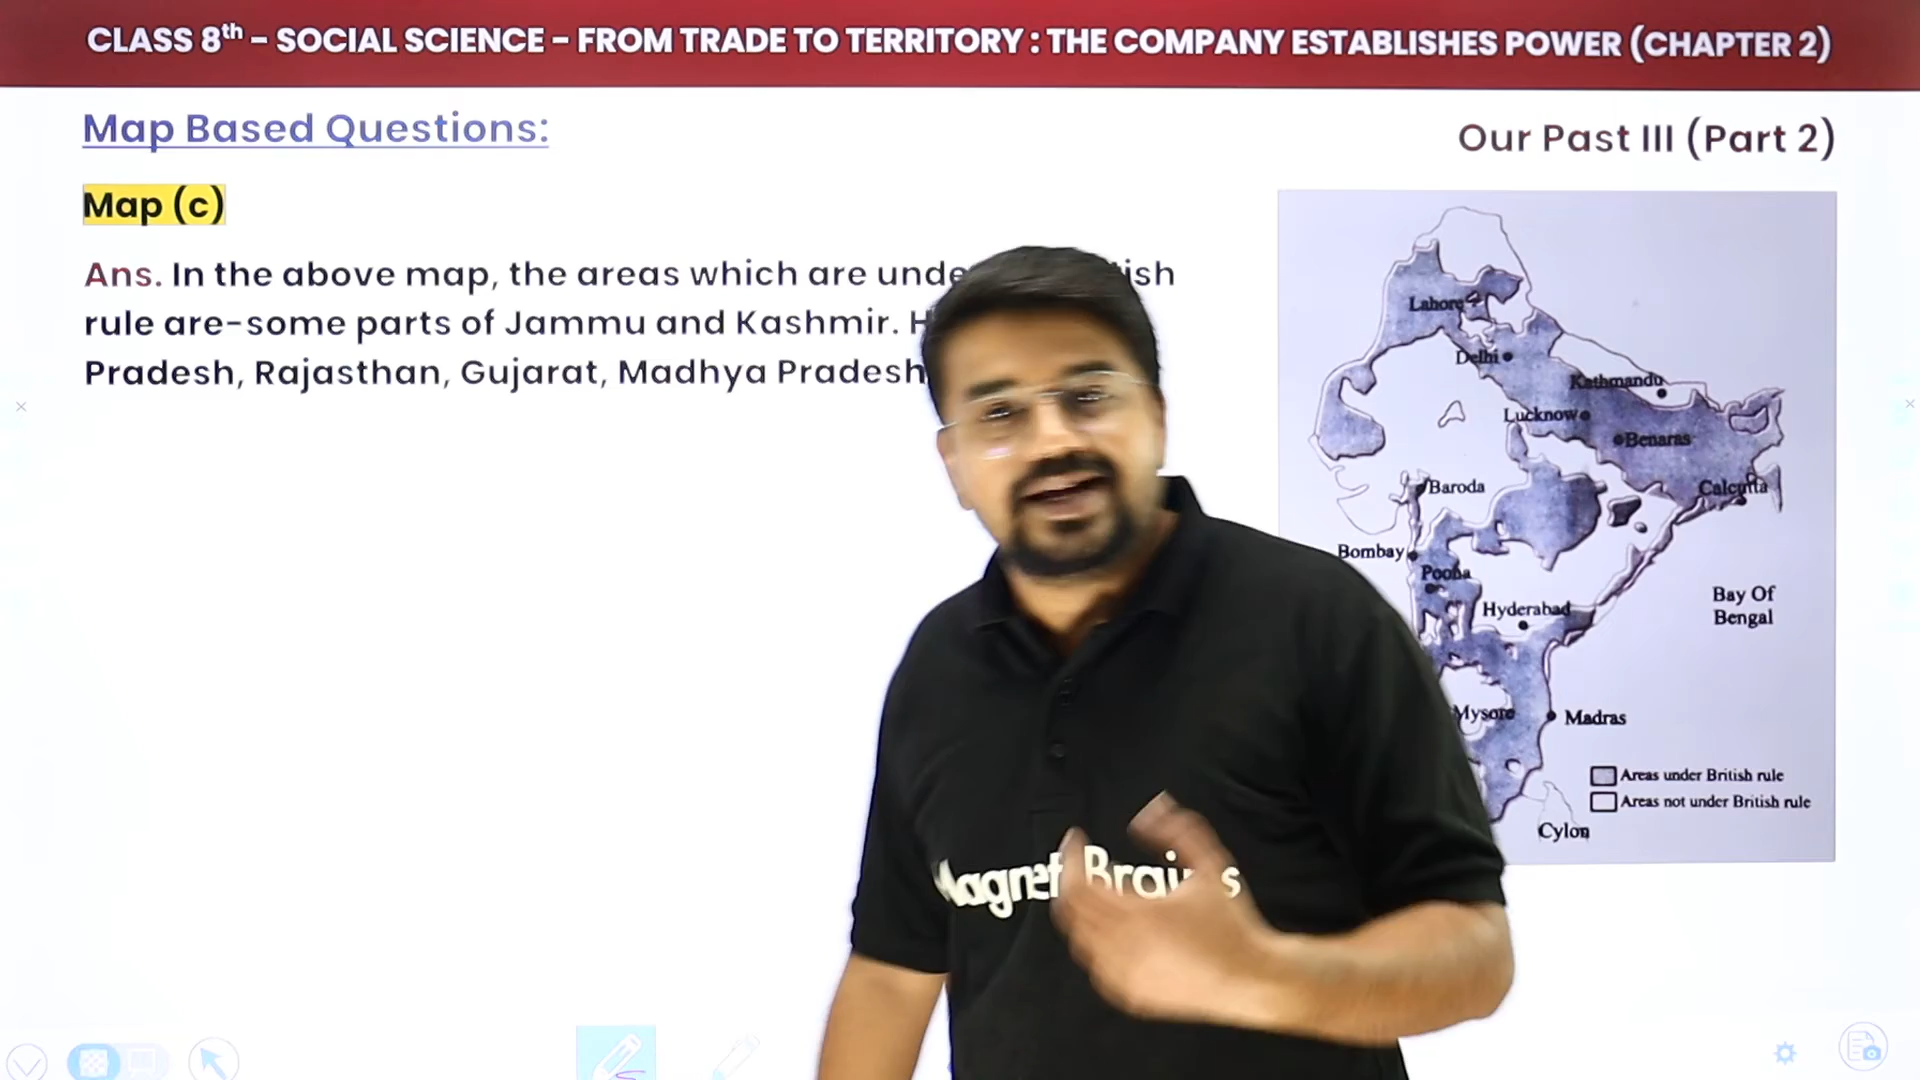 CLASS 8th – SOCIAL SCIENCE – FROM TRADE TO TERRITORY : THE COMPANY ESTABLISHES POWER (CHAPTER 2)
Map Based Questions:
Our Past III (Part 2)
Map (c)
Ans. In the above map, the areas which are
rule are–some parts of Jammu and Kashmir.
Pradesh, Rajasthan, Gujarat, Madhya Pradesh
Lahore
Delhi
Kathmandu
Lucknow
Benaras
Calcutta
Baroda
Bombay
Poona
Hyderabad
Bay Of
Bengal
Mysore
Madras
Areas under British rule
Areas not under British rule
Cylon
Magnet